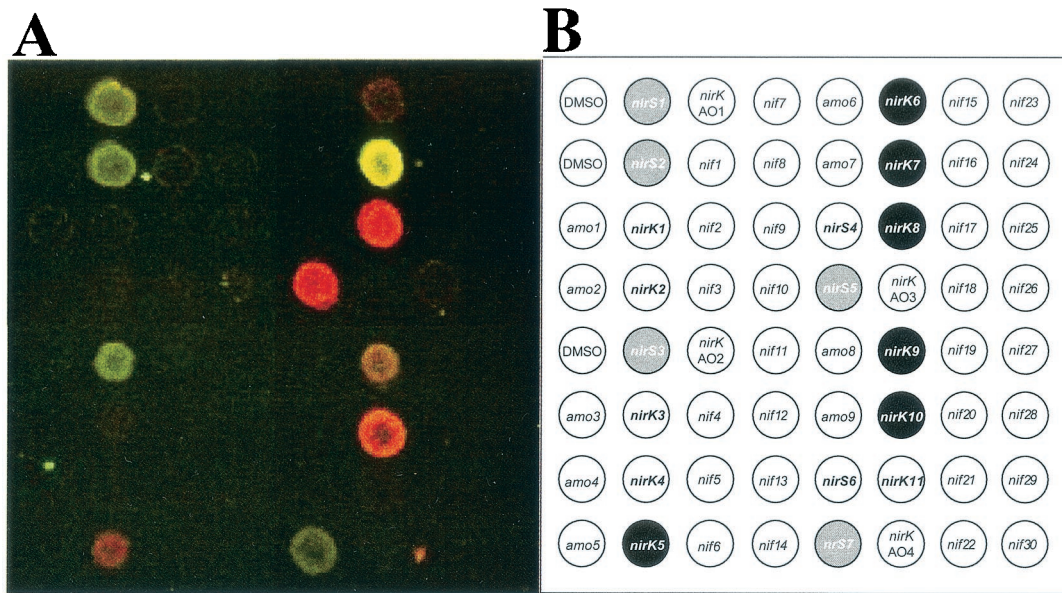 A B
DMSO nirS1 nirK AO1 nif7 amo6 nirK6 nif15 nif23
DMSO nirS2 nif1 nif8 amo7 nirK7 nif16 nif24
amo1 nirK1 nif2 nif9 nirS4 nirK8 nif17 nif25
amo2 nirK2 nif3 nif10 nirS5 nirK AO3 nif18 nif26
DMSO nirS3 nirK AO2 nif11 amo8 nirK9 nif19 nif27
amo3 nirK3 nif4 nif12 amo9 nirK10 nif20 nif28
amo4 nirK4 nif5 nif13 nirS6 nirK11 nif21 nif29
amo5 nirK5 nif6 nif14 nirS7 nirK AO4 nif22 nif30